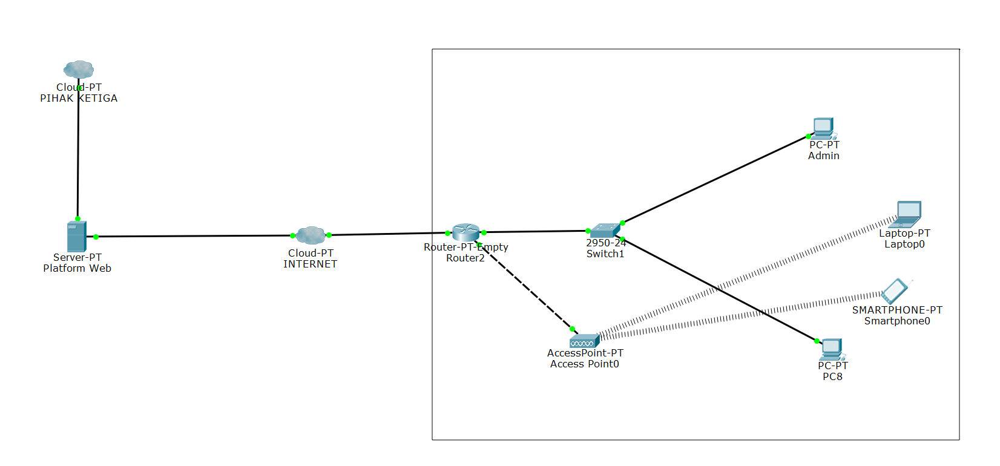 Cloud-PT
PIHAK KETIGA
PC-PT
Admin
Laptop-PT
Laptop0
Router-PT-Empty
Router2
2950-24
Switch1
Cloud-PT
INTERNET
Server-PT
Platform Web
SMARTPHONE-PT
Smartphone0
AccessPoint-PT
Access Point0
PC-PT
PC8